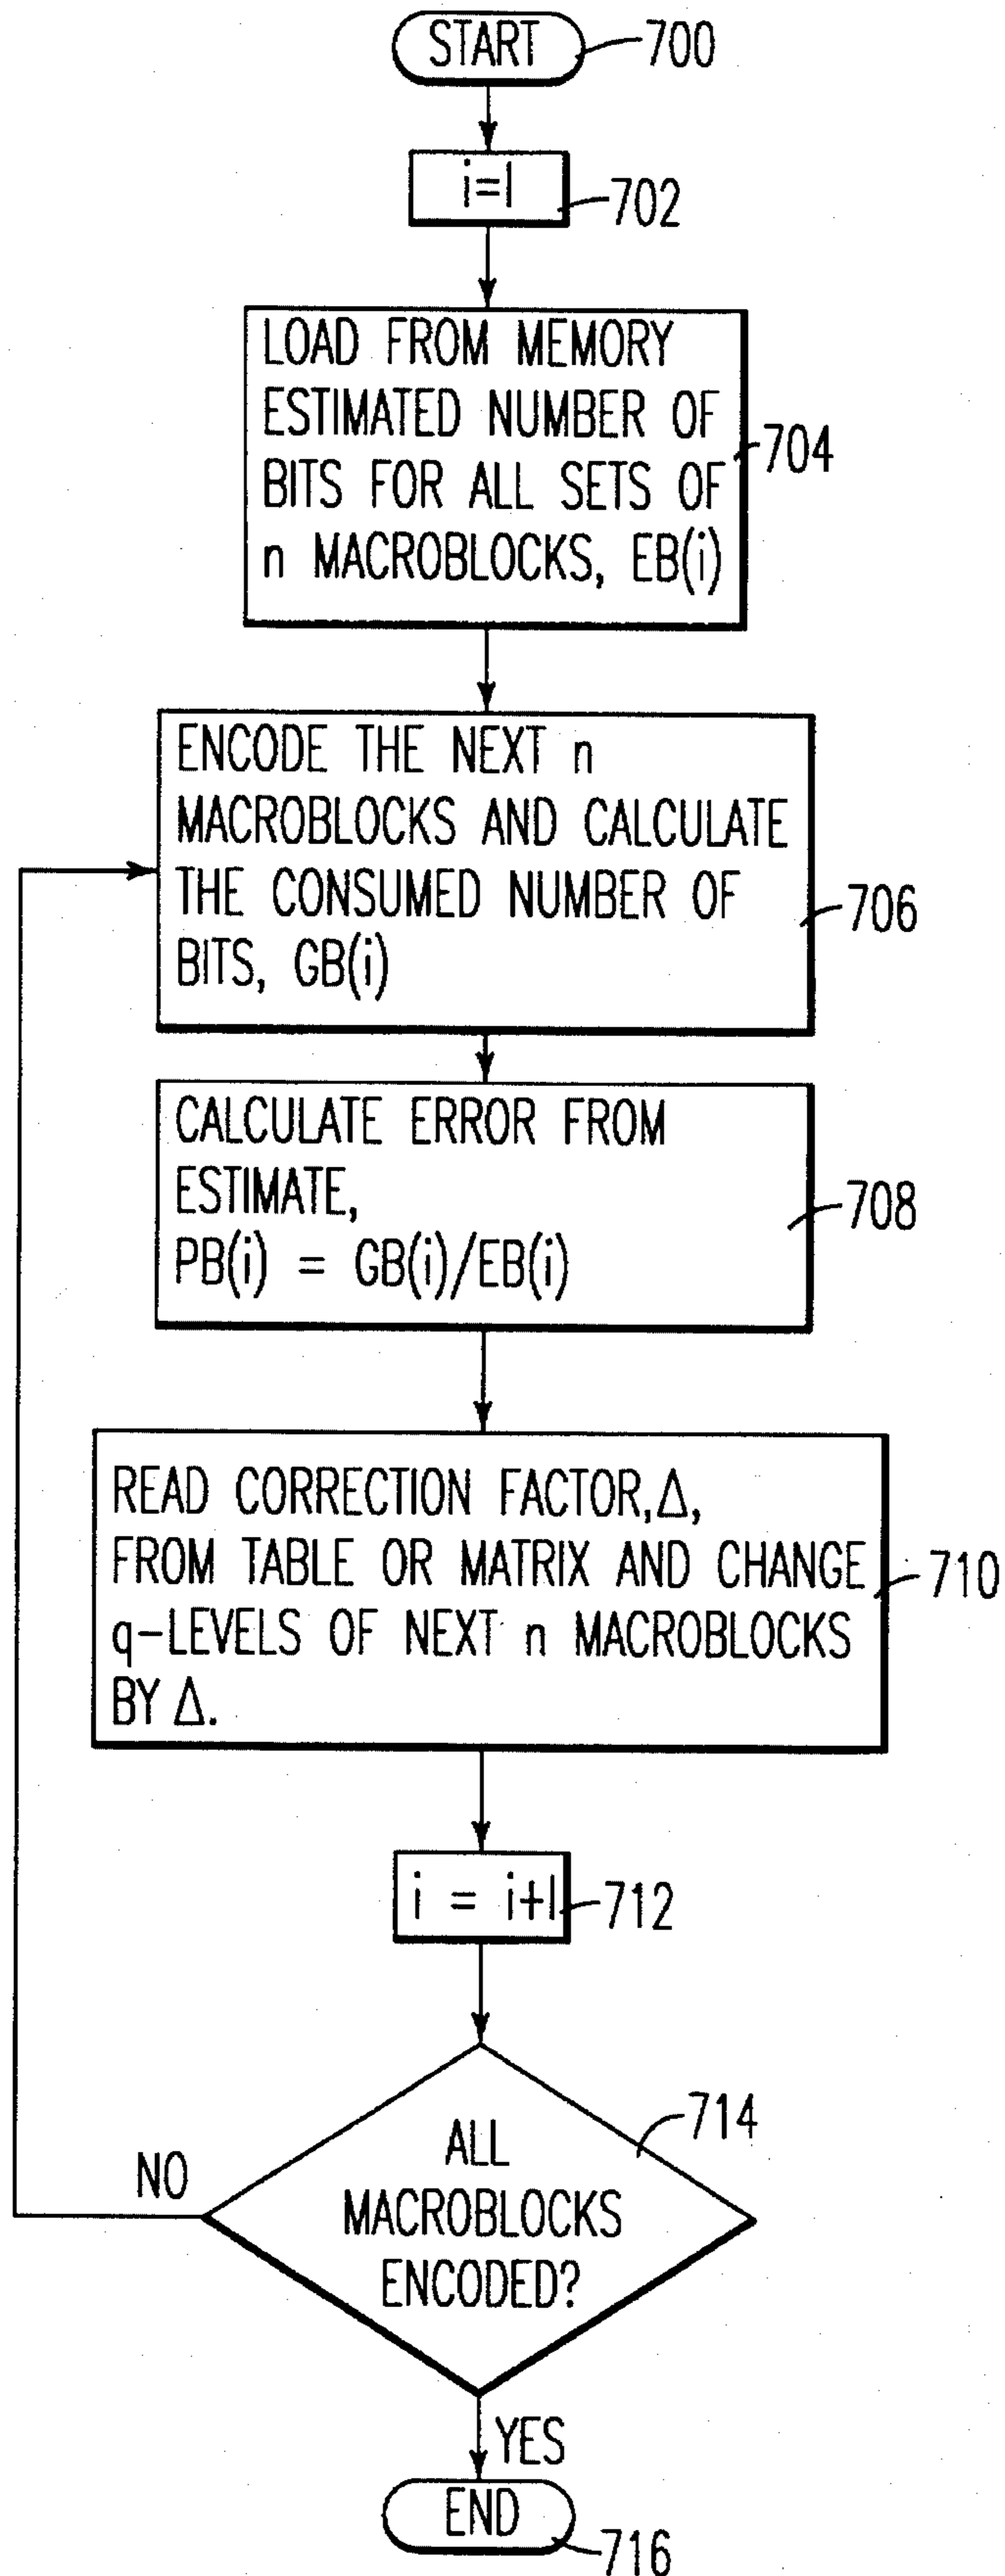 START
700
i=1
702
LOAD FROM MEMORY
ESTIMATED NUMBER OF
BITS FOR ALL SETS OF
n MACROBLOCKS, EB(i)
704
ENCODE THE NEXT n
MACROBLOCKS AND CALCULATE
THE CONSUMED NUMBER OF
BITS, GB(i)
706
CALCULATE ERROR FROM
ESTIMATE,
PB(i) = GB(i)/EB(i)
708
READ CORRECTION FACTOR,Δ,
FROM TABLE OR MATRIX AND CHANGE
q-LEVELS OF NEXT n MACROBLOCKS
BY Δ.
710
i = i+1
712
ALL
MACROBLOCKS
ENCODED?
714
NO
YES
END
716